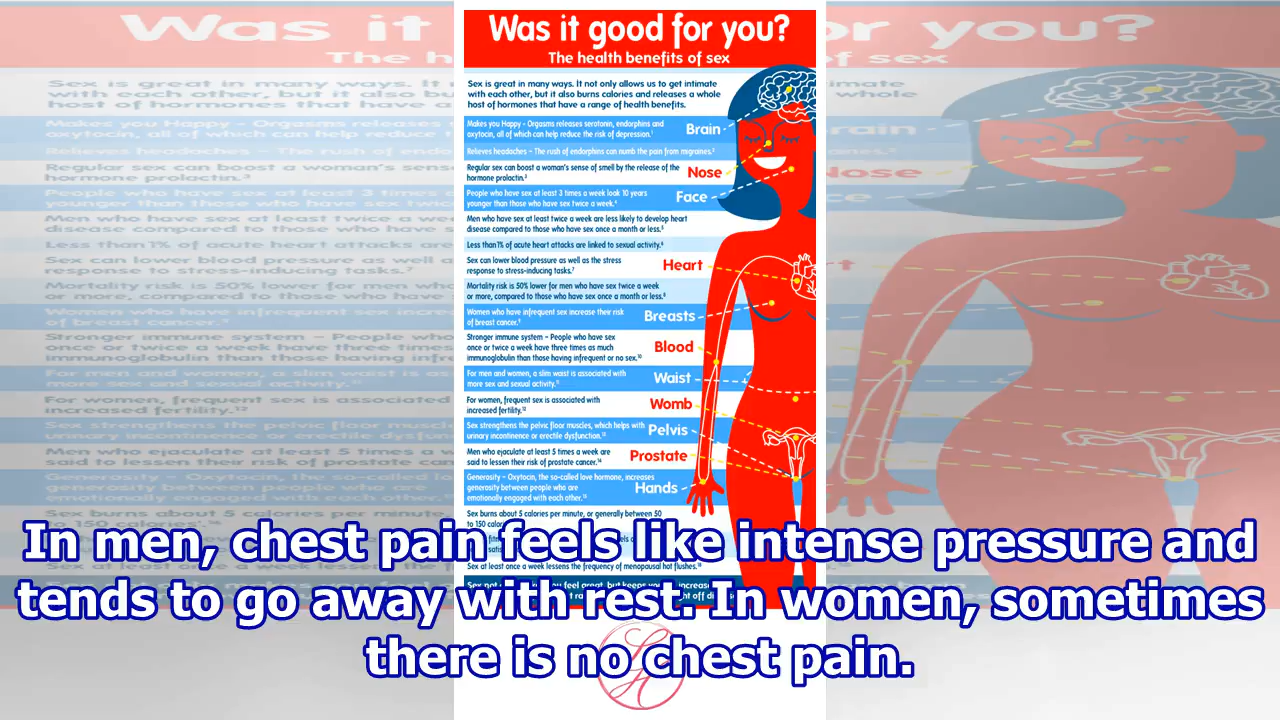 Was it good for you?
The health benefits of sex
Sex is great in many ways. It not only allows us to get intimate
with each other, but it also burns calories and releases a whole
host of hormones that have a range of health benefits.
Makes you Happy - Orgasms releases serotonin, endorphins and
oxytocin, all of which can help reduce the risk of depression.¹
Brain
Relieves headaches – The rush of endorphins can numb the pain from migraines.²
Regular sex can boost a woman's sense of smell by the release of the
hormone prolactin.³
Nose
People who have sex at least 3 times a week look 10 years
younger than those who have sex twice a week.⁴
Face
Men who have sex at least twice a week are less likely to develop heart
disease compared to those who have sex once a month or less.⁵
Less than 1% of acute heart attacks are linked to sexual activity.⁶
Sex can lower blood pressure as well as the stress
response to stress-inducing tasks.⁷
Heart
Mortality risk is 50% lower for men who have sex twice a week
or more, compared to those who have sex once a month or less.⁸
Women who have infrequent sex increase their risk
of breast cancer.⁹
Breasts
Stronger immune system – People who have sex
once or twice a week have three times as much
immunoglobulin than those having infrequent or no sex.¹⁰
Blood
For men and women, a slim waist is associated with
more sex and sexual activity.¹¹
Waist
For women, frequent sex is associated with
increased fertility.¹²
Womb
Sex strengthens the pelvic floor muscles, which helps with
urinary incontinence or erectile dysfunction.¹³
Pelvis
Men who ejaculate at least 5 times a week are
said to lessen their risk of prostate cancer.¹⁴
Prostate
Generosity – Oxytocin, the so-called love hormone, increases
generosity between people who are
emotionally engaged with each other.¹⁵
Hands
Sex burns about 5 calories per minute, or generally between 50
to 150 calories
Sex at least once a week lessens the frequency of menopausal hot flushes.
In men, chest pain feels like intense pressure and
tends to go away with rest. In women, sometimes
there is no chest pain.